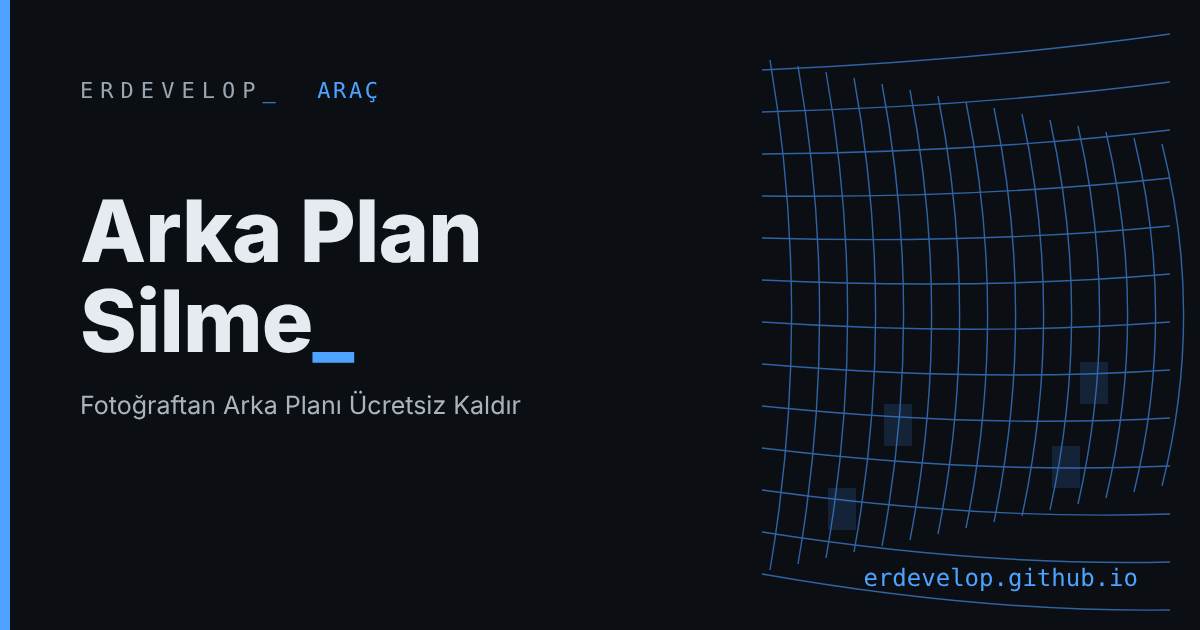 ERDEVELOP_ ARAÇ
Arka Plan
Silme_
Fotoğraftan Arka Planı Ücretsiz Kaldır
erdevelop.github.io